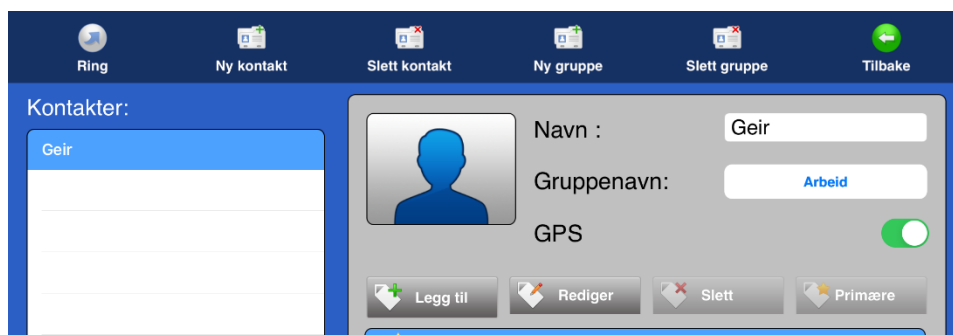 Ring
Ny kontakt
Slett kontakt
Ny gruppe
Slett gruppe
Tilbake
Kontakter:
Geir
Navn :
Geir
Gruppenavn:
Arbeid
GPS
Legg til
Rediger
Slett
Primære